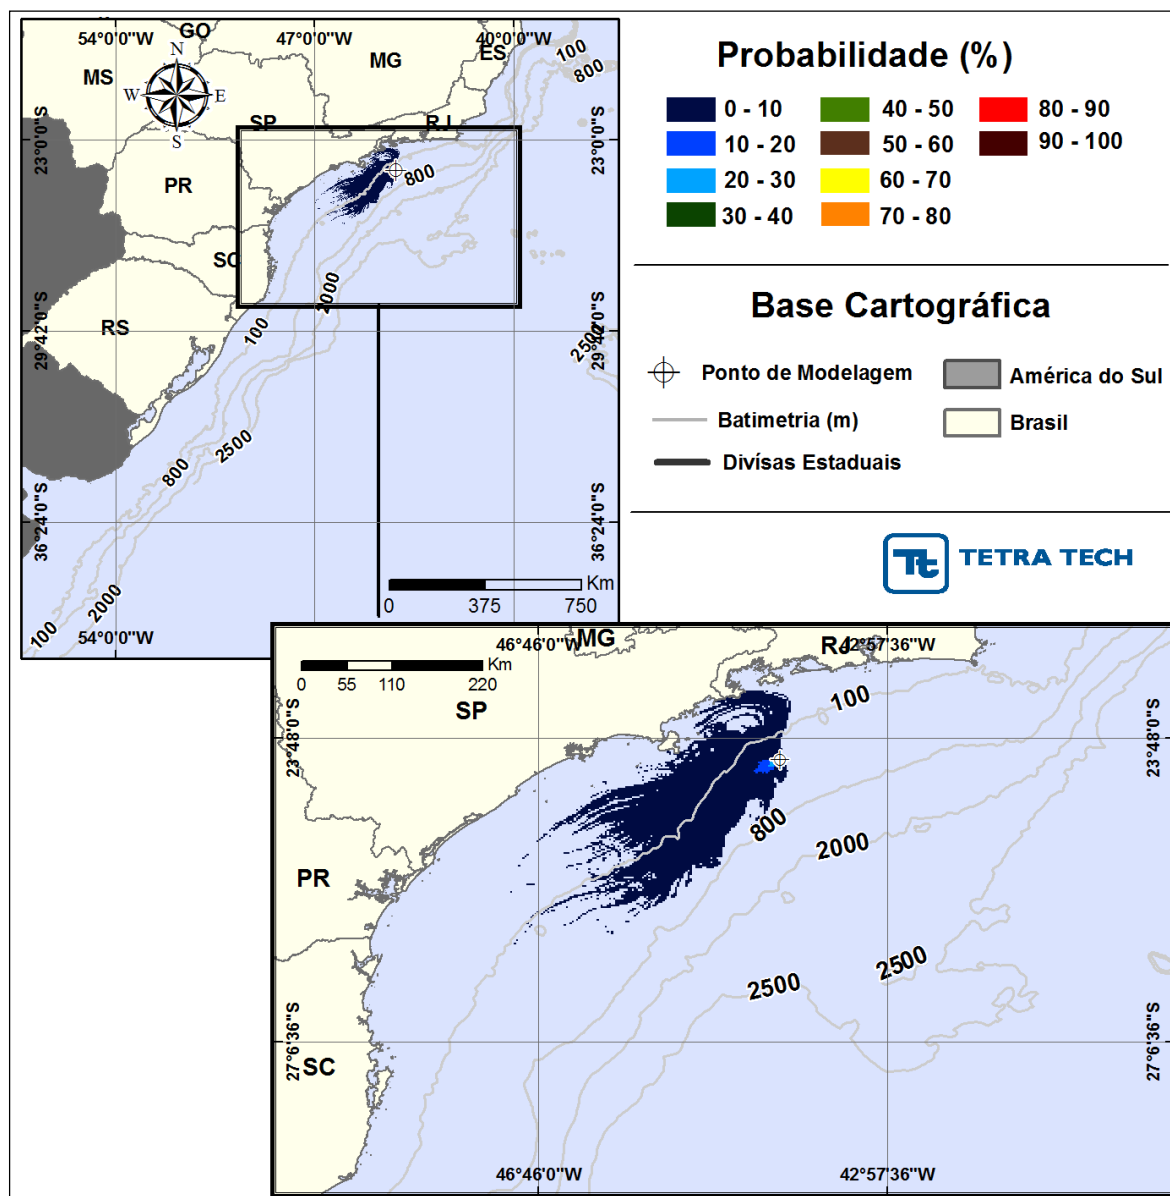 54°0'0"W
47°0'0"W
40°0'0"W
GO
MG
ES
MS
N
W
E
S
SP
RJ
100
800
23°0'0"S
23°0'0"S
PR
800
SC
RS
2000
100
29°42'0"S
29°42'0"S
2500
2500
800
36°24'0"S
36°24'0"S
2000
100
54°0'0"W
Km
0 375 750
Probabilidade (%)
0 - 10
40 - 50
80 - 90
10 - 20
50 - 60
90 - 100
20 - 30
60 - 70
30 - 40
70 - 80
Base Cartográfica
Ponto de Modelagem
América do Sul
Batimetria (m)
Brasil
Divísas Estaduais
Tt TETRA TECH
46°46'0"W
MG
RJ
42°57'36"W
Km
0 55 110 220
SP
100
23°48'0"S
23°48'0"S
800
2000
PR
2500
2500
27°6'36"S
27°6'36"S
SC
46°46'0"W
42°57'36"W